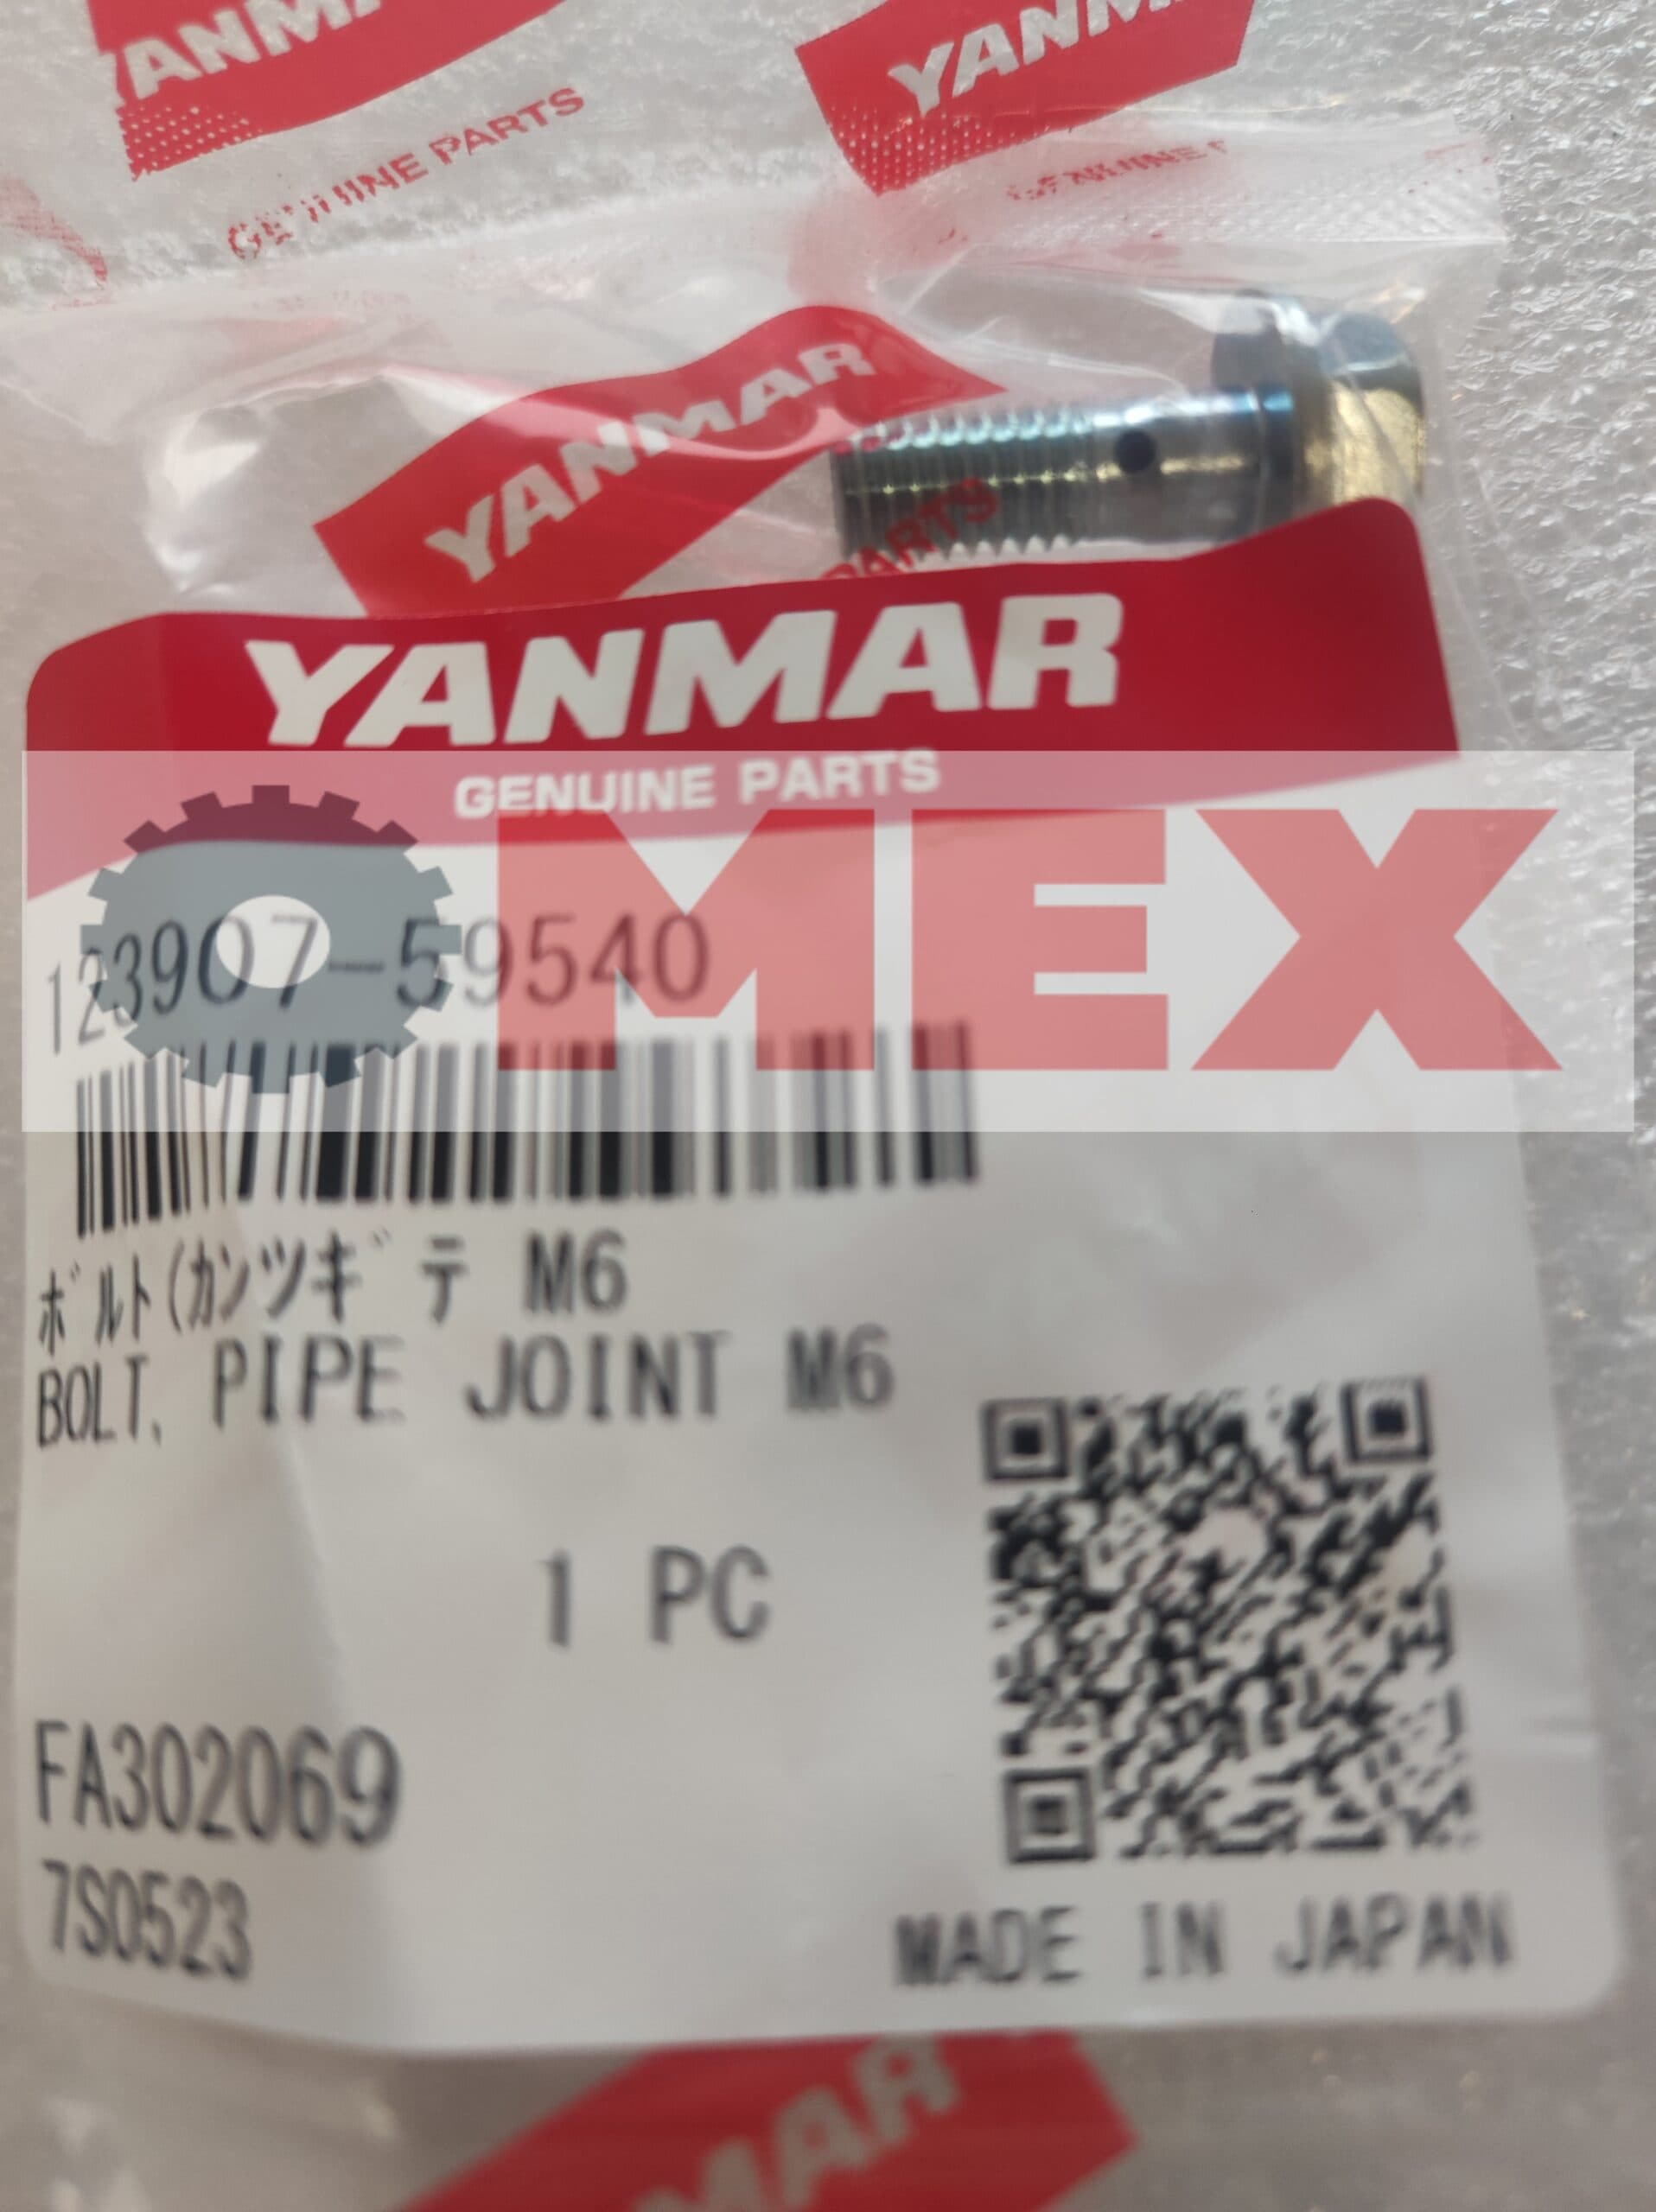 YANMAR
GENUINE PARTS
YANMAR
PARTS
YANMAR
GENUINE PARTS
MEX
123907-59540
ボルト(カンツギテ M6
BOLT, PIPE JOINT M6
1 PC
FA302069
7S0523
MADE IN JAPAN